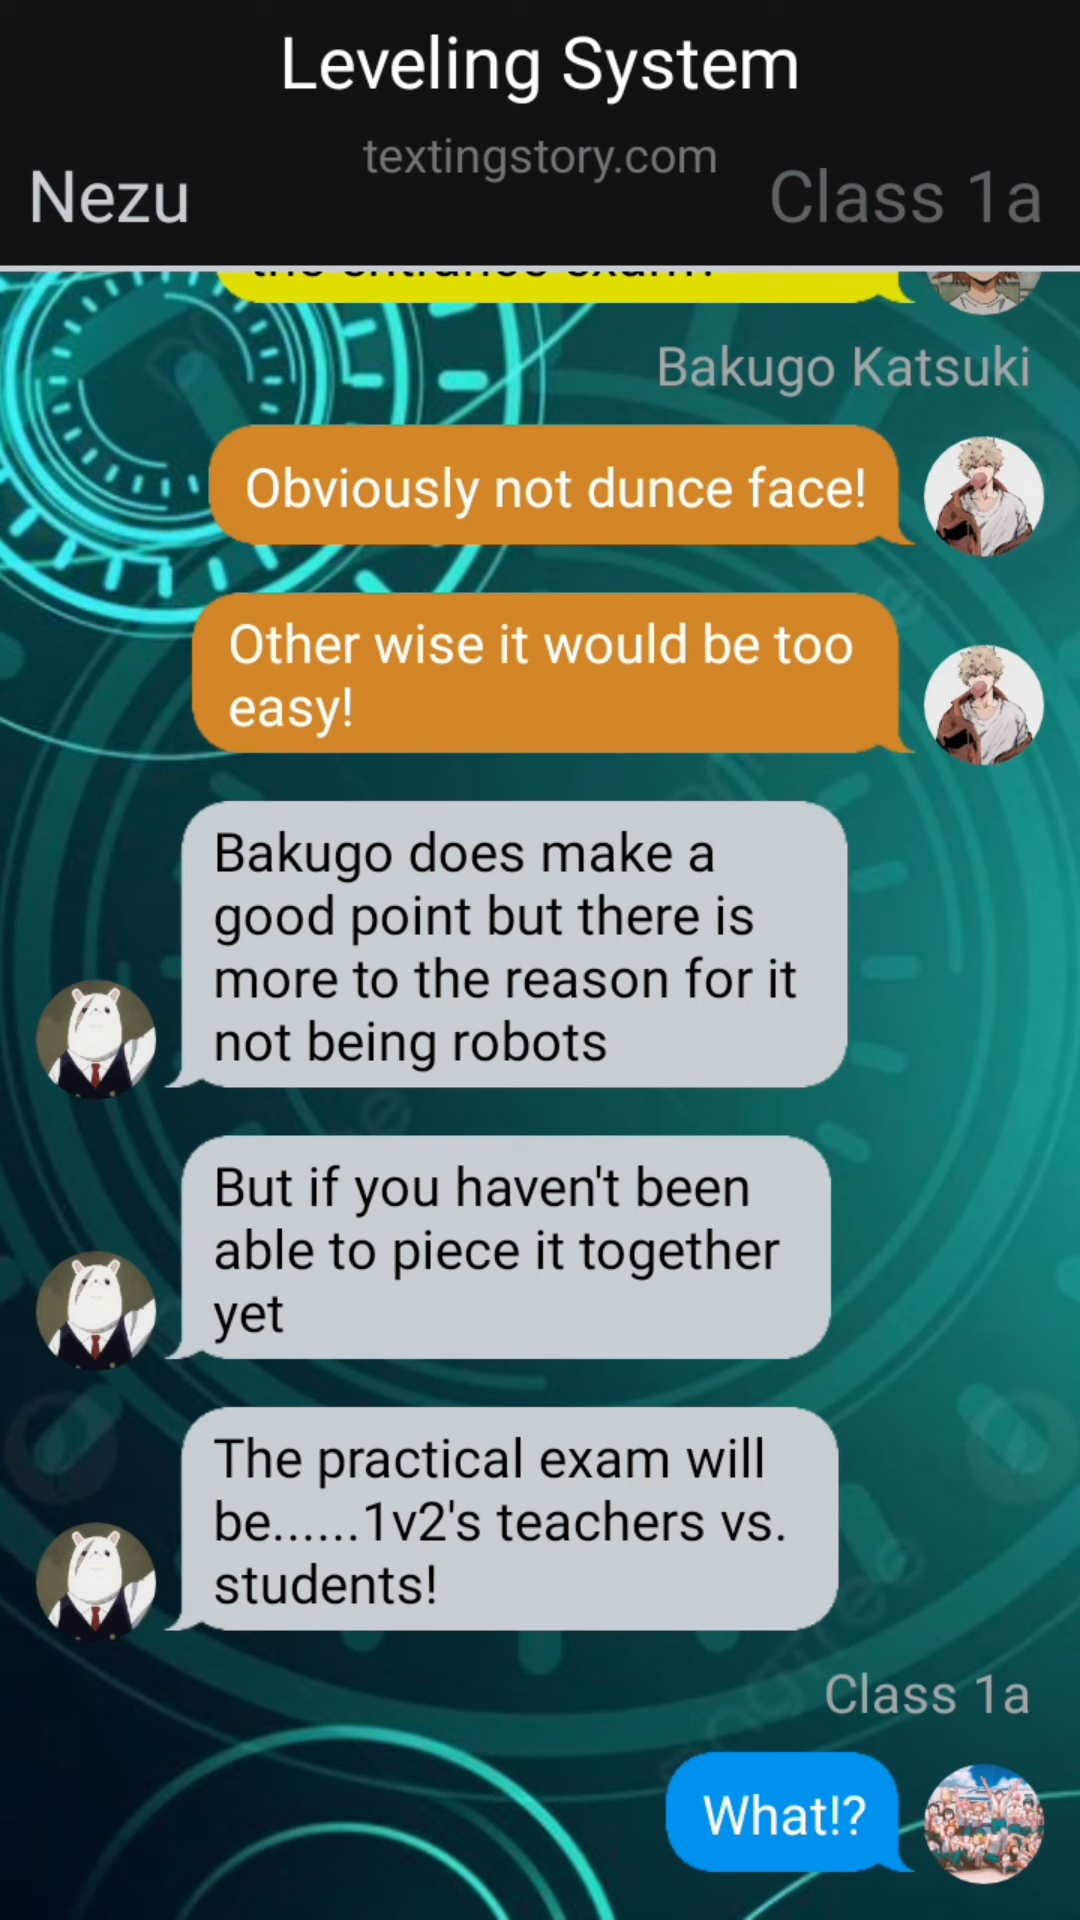 Leveling System
textingstory.com
Nezu
Class 1a
the entrance exam?
Bakugo Katsuki
Obviously not dunce face!
Other wise it would be too
easy!
Bakugo does make a
good point but there is
more to the reason for it
not being robots
But if you haven't been
able to piece it together
yet
The practical exam will
be......1v2's teachers vs.
students!
Class 1a
What!?